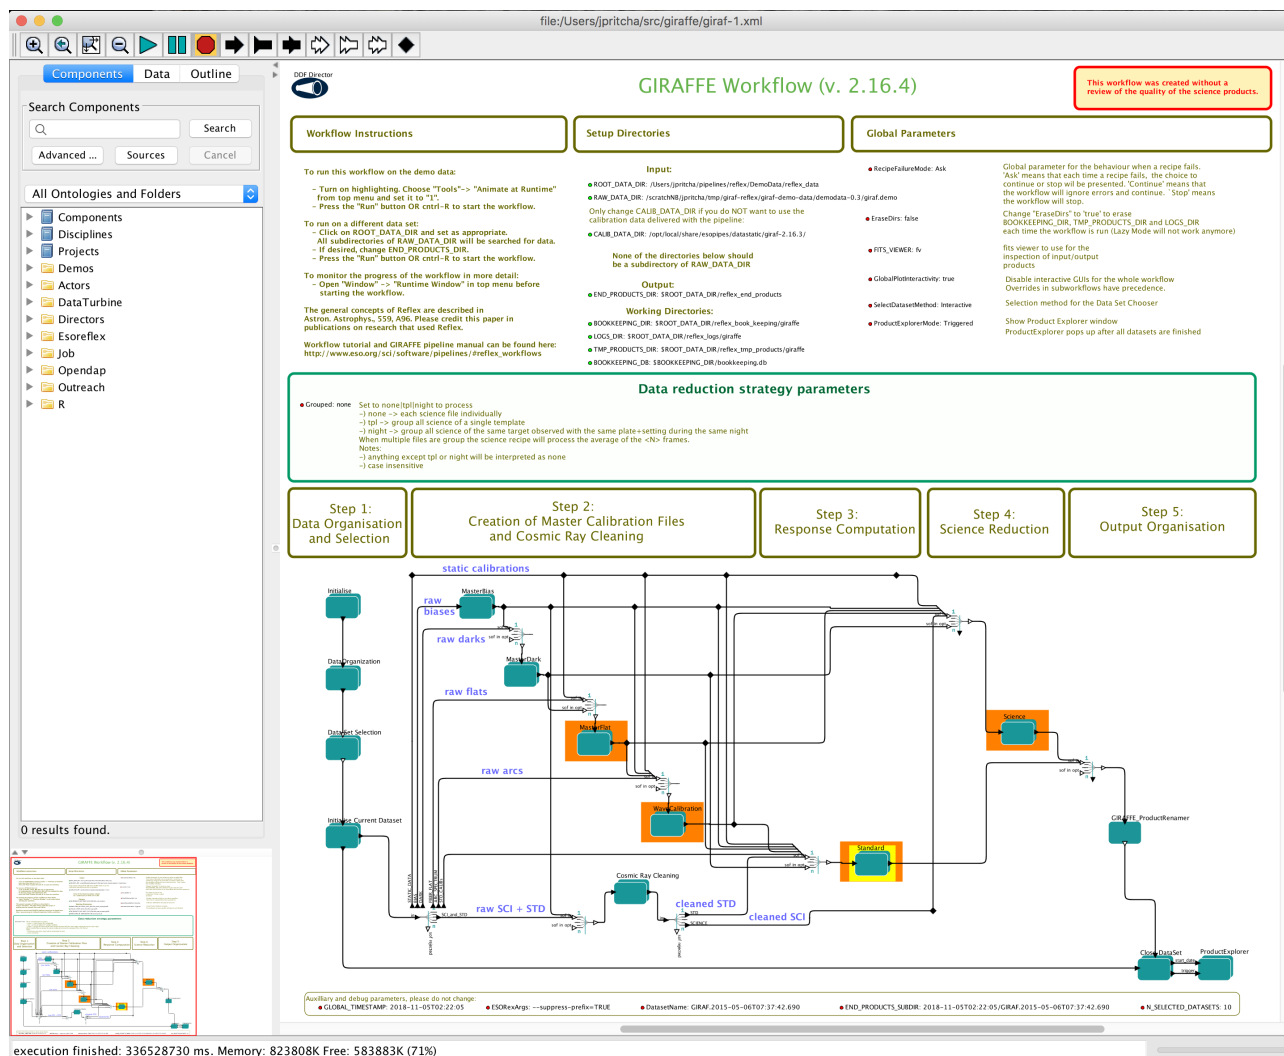 file:/Users/jpritcha/src/giraffe/giraf-1.xml
Components
Data
Outline
Search Components
Search
Advanced ...
Sources
Cancel
All Ontologies and Folders
Components
Disciplines
Projects
Demos
Actors
DataTurbine
Directors
Esoreflex
Job
Opendap
Outreach
R
0 results found.
DDF Director
GIRAFFE Workflow (v. 2.16.4)
This workflow was created without a
review of the quality of the science products.
Workflow Instructions
Setup Directories
Global Parameters
To run this workflow on the demo data:
- Turn on highlighting. Choose "Tools"-> "Animate at Runtime"
from top menu and set it to "1".
- Press the "Run" button OR cntrl-R to start the workflow.
To run on a different data set:
- Click on ROOT_DATA_DIR and set as appropriate.
All subdirectories of RAW_DATA_DIR will be searched for data.
- If desired, change END_PRODUCTS_DIR.
- Press the "Run" button OR cntrl-R to start the workflow.
To monitor the progress of the workflow in more detail:
- Open "Window" -> "Runtime Window" in top menu before
starting the workflow.
The general concepts of Reflex are described in
Astron. Astrophys., 559, A96. Please credit this paper in
publications on research that used Reflex.
Workflow tutorial and GIRAFFE pipeline manual can be found here:
http://www.eso.org/sci/software/pipelines/#reflex_workflows
Input:
ROOT_DATA_DIR: /Users/jpritcha/pipelines/reflex/DemoData/reflex_data
RAW_DATA_DIR: /scratchNB/jpritcha/tmp/giraf-reflex/giraf-demo-data/demodata-0.3/giraf.demo
Only change CALIB_DATA_DIR if you do NOT want to use the
calibration data delivered with the pipeline:
CALIB_DATA_DIR: /opt/local/share/esopipes/datastatic/giraf-2.16.3/
None of the directories below should
be a subdirectory of RAW_DATA_DIR
Output:
END_PRODUCTS_DIR: $ROOT_DATA_DIR/reflex_end_products
Working Directories:
BOOKKEEPING_DIR: $ROOT_DATA_DIR/reflex_book_keeping/giraffe
LOGS_DIR: $ROOT_DATA_DIR/reflex_logs/giraffe
TMP_PRODUCTS_DIR: $ROOT_DATA_DIR/reflex_tmp_products/giraffe
BOOKKEEPING_DB: $BOOKKEEPING_DIR/bookkeeping.db
RecipeFailureMode: Ask
Global parameter for the behaviour when a recipe fails.
'Ask' means that each time a recipe fails, the choice to
continue or stop wil be presented. 'Continue' means that
the workflow will ignore errors and continue. `Stop' means
the workflow will stop.
EraseDirs: false
Change "EraseDirs" to 'true' to erase
BOOKKEEPING_DIR, TMP_PRODUCTS_DIR and LOGS_DIR
each time the workflow is run (Lazy Mode will not work anymore)
FITS_VIEWER: fv
fits viewer to use for the
inspection of input/output
products
GlobalPlotInteractivity: true
Disable interactive GUIs for the whole workflow
Overrides in subworkflows have precedence.
SelectDatasetMethod: Interactive
Selection method for the Data Set Chooser
ProductExplorerMode: Triggered
Show Product Explorer window
ProductExplorer pops up after all datasets are finished
Data reduction strategy parameters
Grouped: none
Set to none|tpl|night to process
-) none -> each science file individually
-) tpl -> group all science of a single template
-) night -> group all science of the same target observed with the same plate+setting during the same night
When multiple files are group the science recipe will process the average of the <N> frames.
Notes:
-) anything except tpl or night will be interpreted as none
-) case insensitive
Step 1:
Data Organisation
and Selection
Step 2:
Creation of Master Calibration Files
and Cosmic Ray Cleaning
Step 3:
Response Computation
Step 4:
Science Reduction
Step 5:
Output Organisation
static calibrations
Initialise
raw
biases
MasterBias
raw darks
DataOrganization
MasterDark
raw flats
Science
MasterFlat
DataSet Selection
raw arcs
WaveCalibration
Initialise Current Dataset
GIRAFFE_ProductRenamer
Standard
Cosmic Ray Cleaning
raw SCI + STD
SCI_and_STD
cleaned STD
STD
SCIENCE
cleaned SCI
Close DataSet
start_date
trigger
ProductExplorer
Auxilliary and debug parameters, please do not change:
GLOBAL_TIMESTAMP: 2018-11-05T02:22:05
ESORexArgs: --suppress-prefix=TRUE
DatasetName: GIRAF.2015-05-06T07:37:42.690
END_PRODUCTS_SUBDIR: 2018-11-05T02:22:05/GIRAF.2015-05-06T07:37:42.690
N_SELECTED_DATASETS: 10
execution finished: 336528730 ms. Memory: 823808K Free: 583883K (71%)